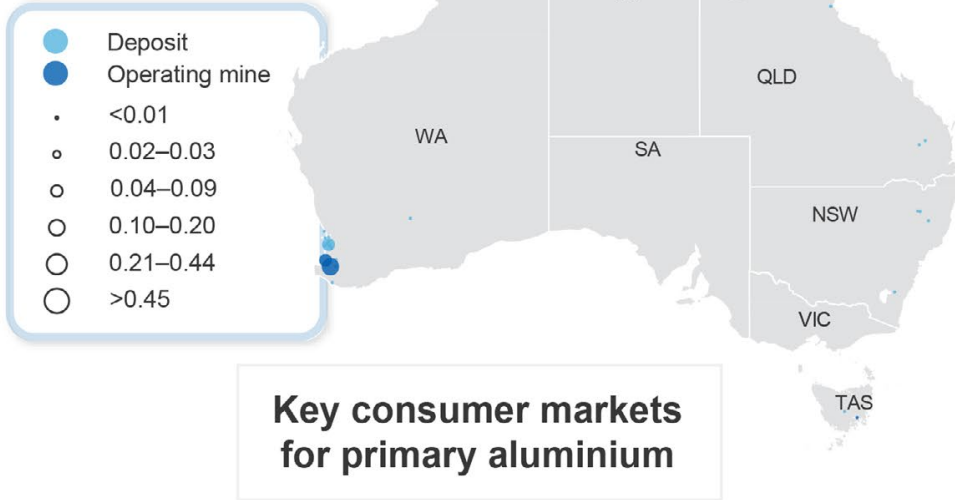 Deposit
Operating mine
<0.01
0.02–0.03
0.04–0.09
0.10–0.20
0.21–0.44
>0.45
QLD
WA
SA
NSW
VIC
TAS
Key consumer markets
for primary aluminium